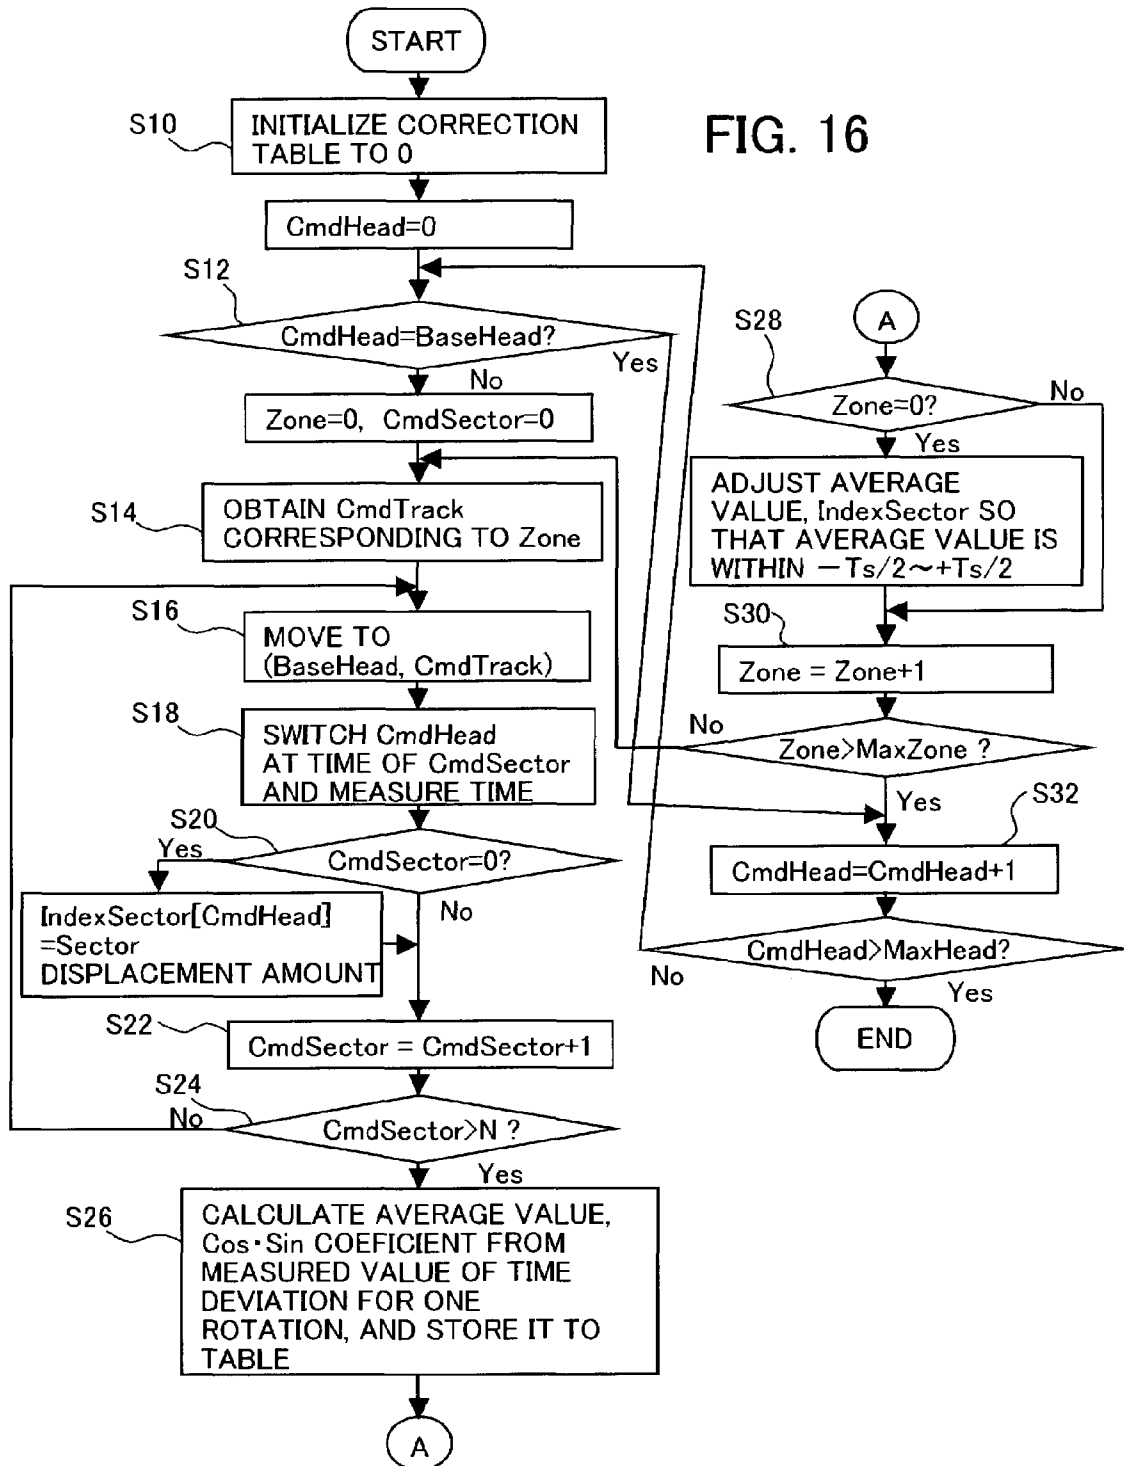 START
FIG. 16
S10
INITIALIZE CORRECTION
TABLE TO 0
CmdHead=0
S12
CmdHead=BaseHead?
Yes
No
Zone=0, CmdSector=0
S14
OBTAIN CmdTrack
CORRESPONDING TO Zone
S16
MOVE TO
(BaseHead, CmdTrack)
S18
SWITCH CmdHead
AT TIME OF CmdSector
AND MEASURE TIME
S20
Yes
CmdSector=0?
No
IndexSector[CmdHead]
=Sector
DISPLACEMENT AMOUNT
S22
CmdSector = CmdSector+1
S24
No
CmdSector>N ?
Yes
S26
CALCULATE AVERAGE VALUE,
Cos·Sin COEFICIENT FROM
MEASURED VALUE OF TIME
DEVIATION FOR ONE
ROTATION, AND STORE IT TO
TABLE
A
A
S28
Zone=0?
No
Yes
ADJUST AVERAGE
VALUE, IndexSector SO
THAT AVERAGE VALUE IS
WITHIN −Ts/2～+Ts/2
S30
Zone = Zone+1
No
Zone>MaxZone ?
Yes
S32
CmdHead=CmdHead+1
CmdHead>MaxHead?
No
Yes
END